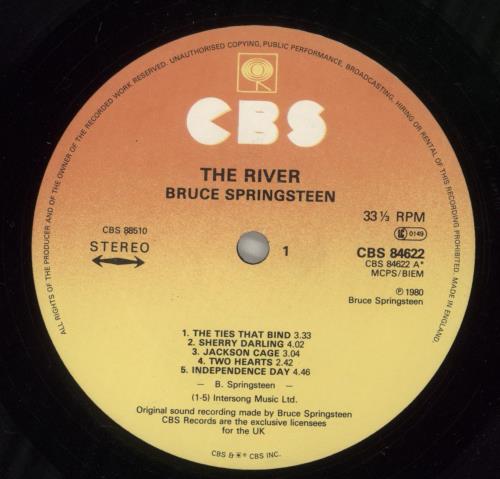 ALL RIGHTS OF THE PRODUCER AND OF THE OWNER OF THE RECORDED WORK RESERVED. UNAUTHORISED COPYING, PUBLIC PERFORMANCE, BROADCASTING, HIRING OR RENTAL OF THIS RECORDING PROHIBITED. MADE IN ENGLAND.
CBS
THE RIVER
BRUCE SPRINGSTEEN
33⅓ RPM
LC 0149
CBS 88510
STEREO
1
CBS 84622
CBS 84622 A*
MCPS/BIEM
℗ 1980
Bruce Springsteen
1. THE TIES THAT BIND 3.33
2. SHERRY DARLING 4.02
3. JACKSON CAGE 3.04
4. TWO HEARTS 2.42
5. INDEPENDENCE DAY 4.46
— B. Springsteen —
(1-5) Intersong Music Ltd.
Original sound recording made by Bruce Springsteen
CBS Records are the exclusive licensees
for the UK
CBS & ✳® CBS INC.